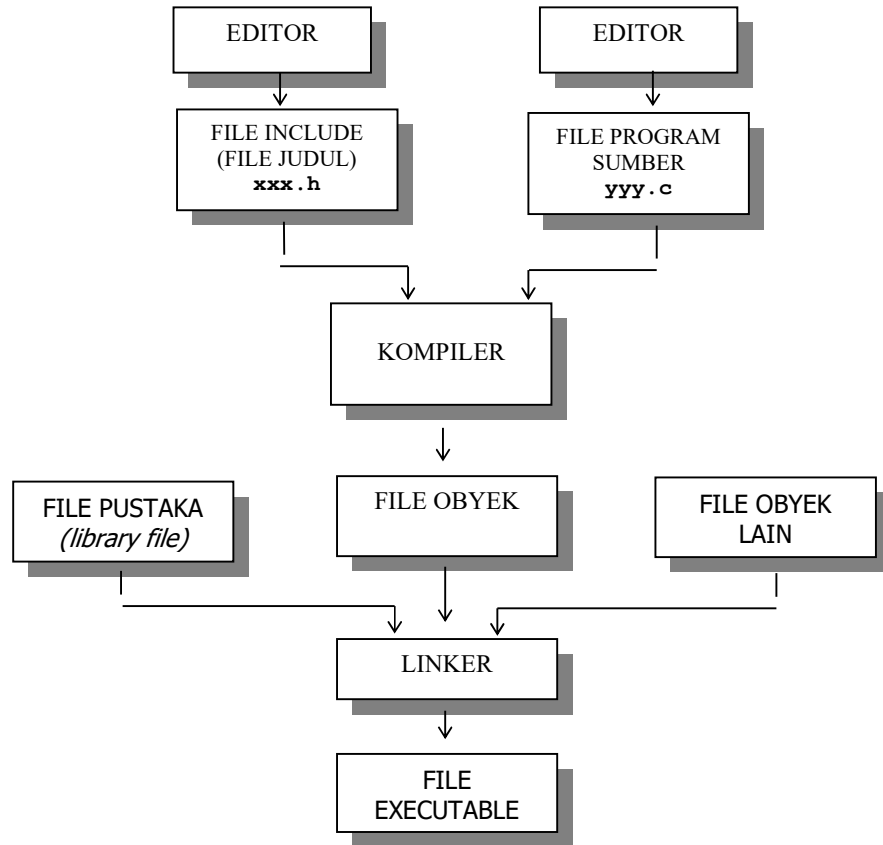 EDITOR
EDITOR
FILE INCLUDE
(FILE JUDUL)
xxx.h
FILE PROGRAM
SUMBER
yyy.c
KOMPILER
FILE PUSTAKA
(library file)
FILE OBYEK
FILE OBYEK
LAIN
LINKER
FILE
EXECUTABLE